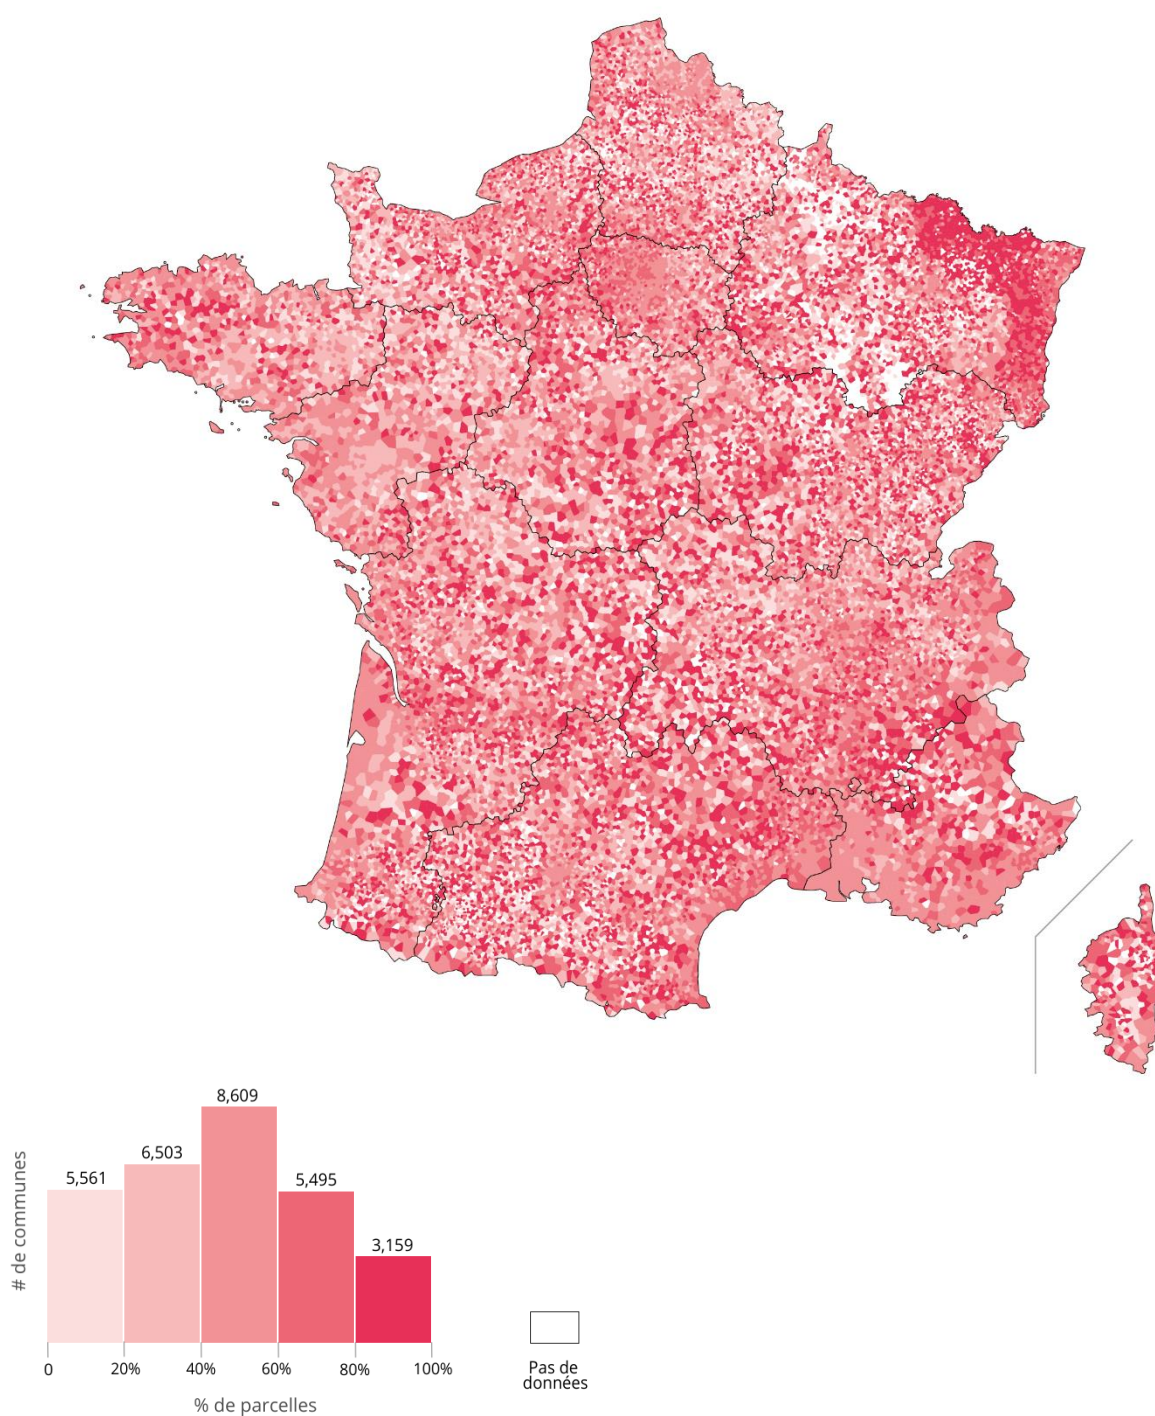 8,609
6,503
5,561
5,495
3,159
# de communes
0 20% 40% 60% 80% 100%
% de parcelles
Pas de
données